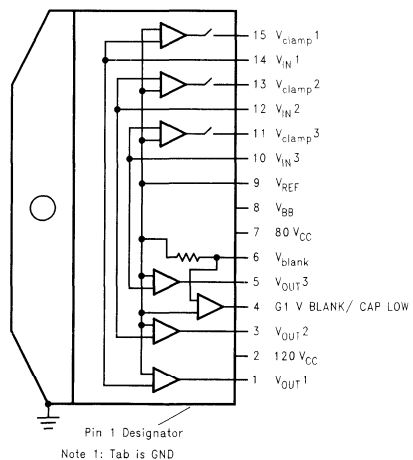 15 Vclamp1
14 VIN1
13 Vclamp2
12 VIN2
11 Vclamp3
10 VIN3
9 VREF
8 VBB
7 80 VCC
6 Vblank
5 VOUT3
4 G1 V BLANK/ CAP LOW
3 VOUT2
2 120 VCC
1 VOUT1
Pin 1 Designator
Note 1: Tab is GND